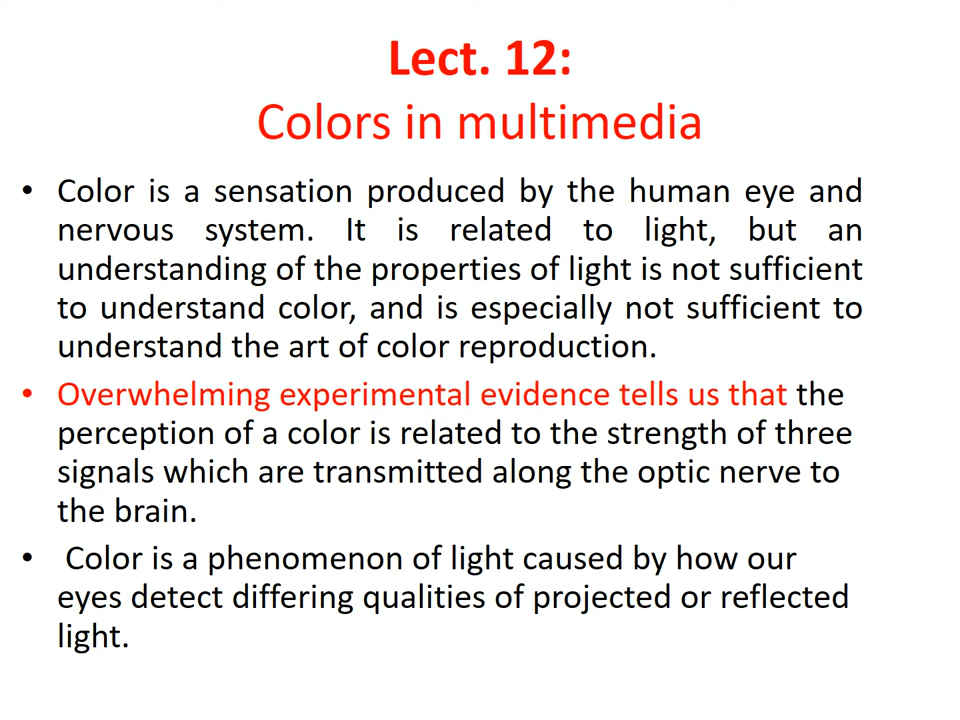 Lect. 12:
Colors in multimedia
• Color is a sensation produced by the human eye and
nervous system. It is related to light, but an
understanding of the properties of light is not sufficient
to understand color, and is especially not sufficient to
understand the art of color reproduction.
• Overwhelming experimental evidence tells us that the
perception of a color is related to the strength of three
signals which are transmitted along the optic nerve to
the brain.
• Color is a phenomenon of light caused by how our
eyes detect differing qualities of projected or reflected
light.